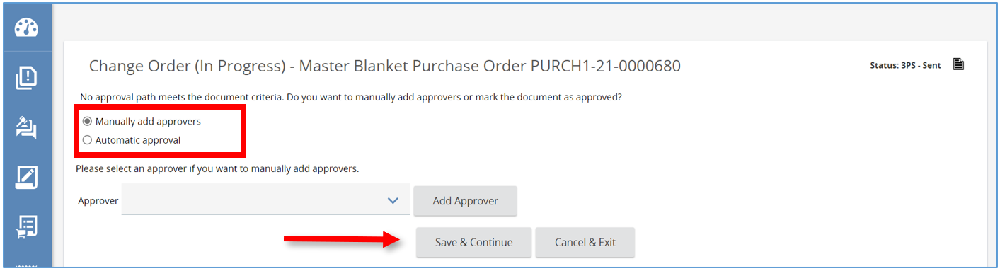 Change Order (In Progress) - Master Blanket Purchase Order PURCH1-21-0000680
Status: 3PS - Sent
No approval path meets the document criteria. Do you want to manually add approvers or mark the document as approved?
Manually add approvers
Automatic approval
Please select an approver if you want to manually add approvers.
Approver
Add Approver
Save & Continue
Cancel & Exit